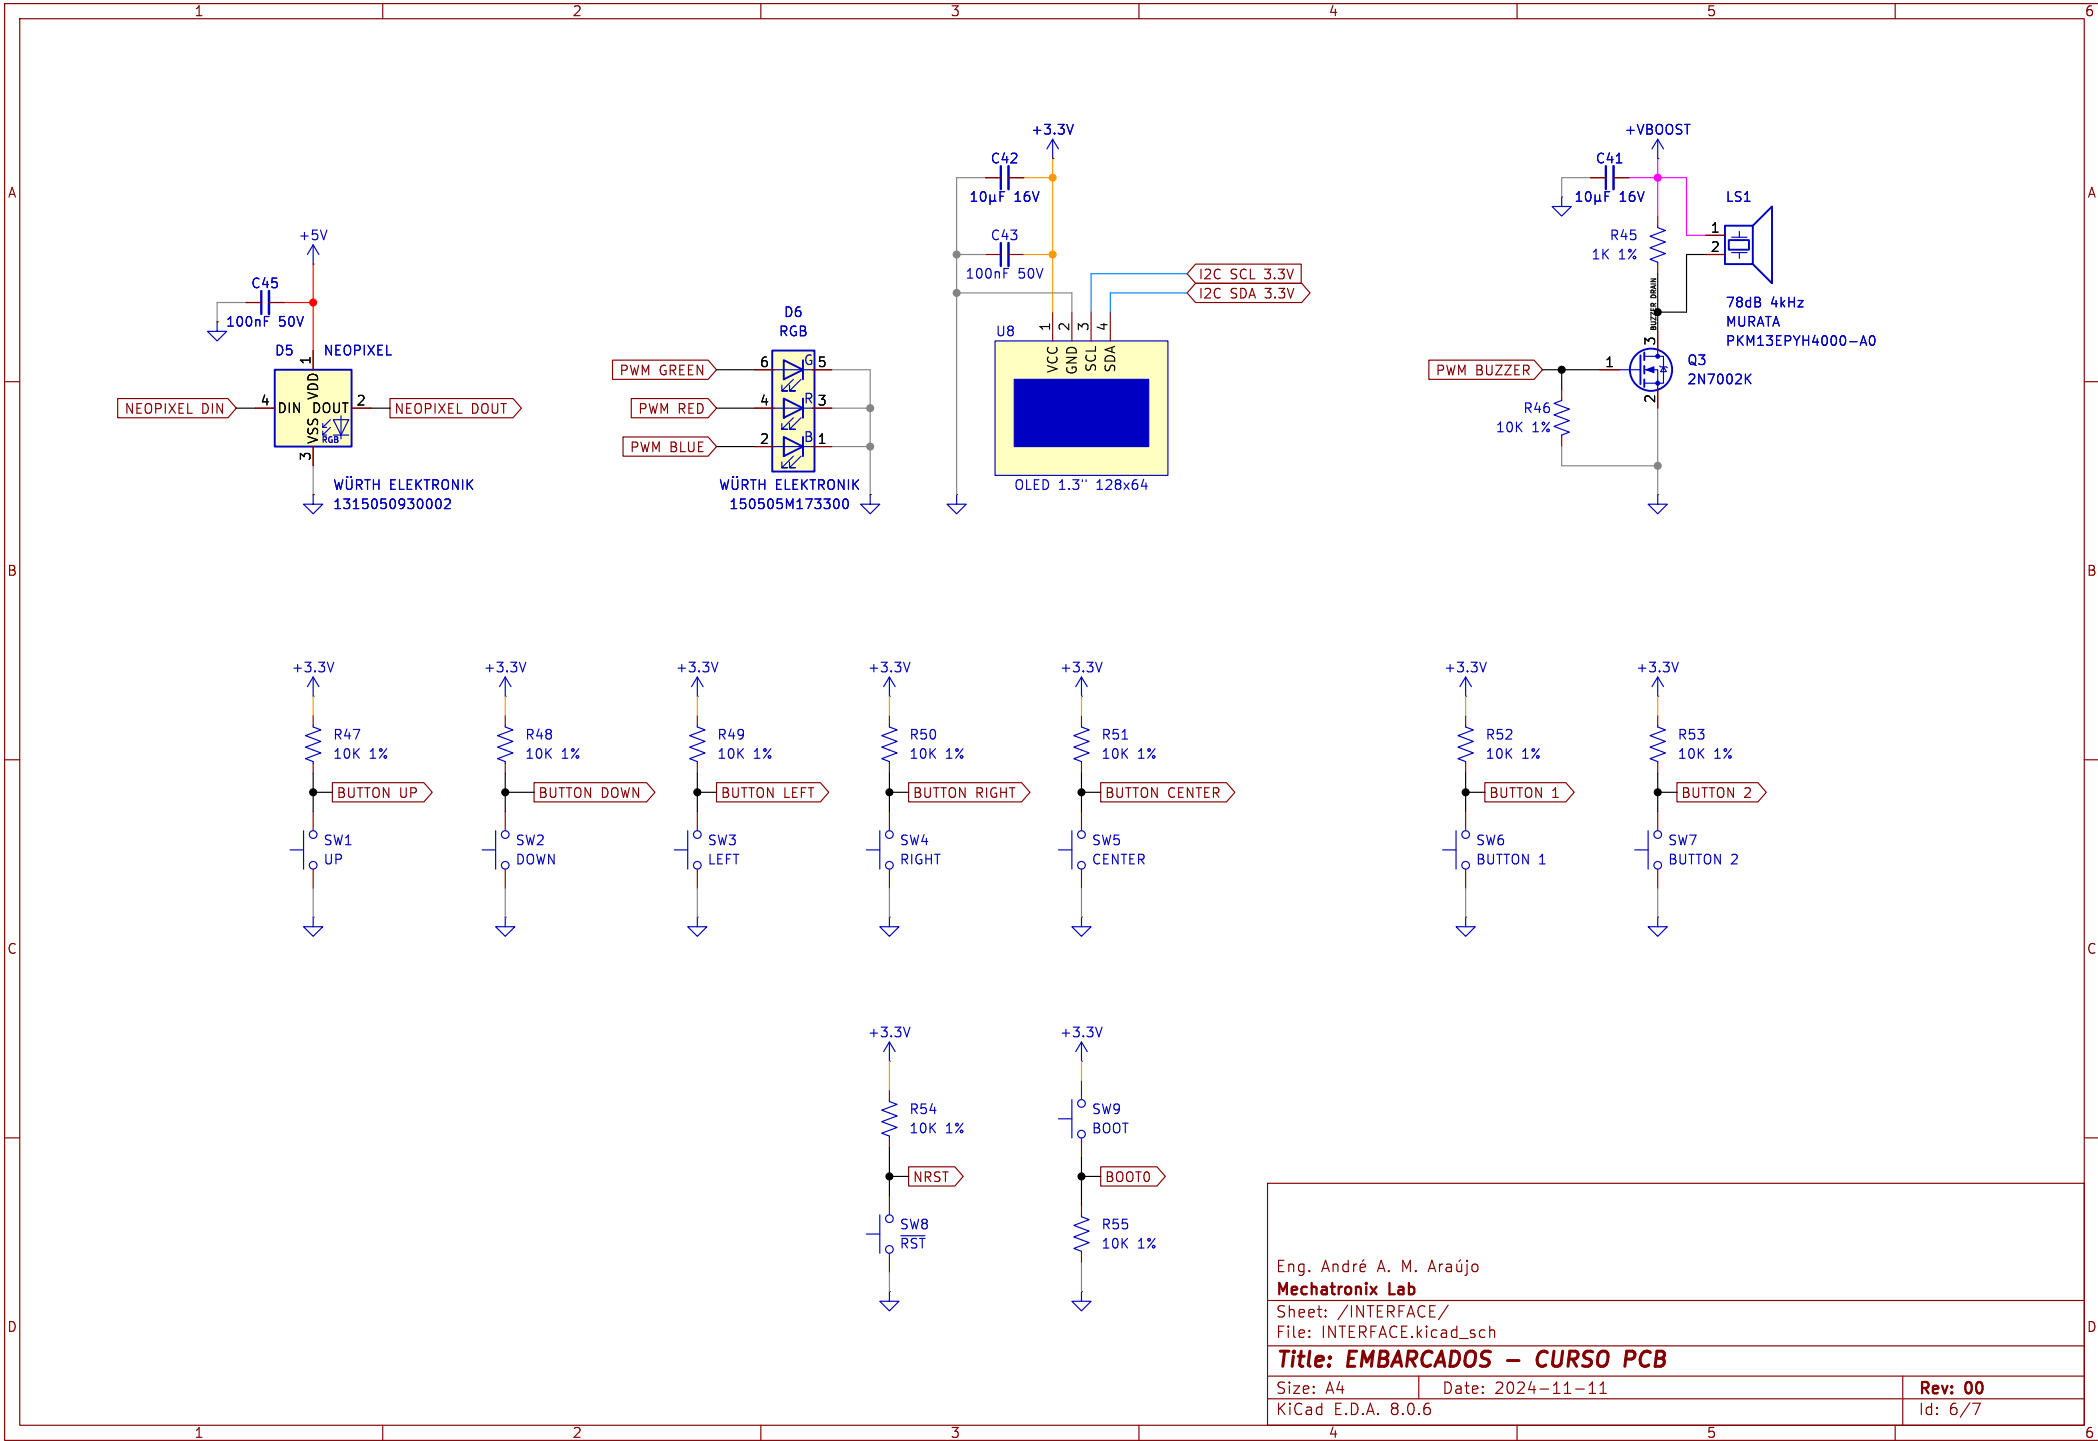 1 2 3 4 5 6
A A
B B
C C
D D
1 2 3 4 5 6
+5V
C45
100nF 50V
D5 NEOPIXEL
1
VDD
NEOPIXEL DIN
4 DIN DOUT 2
NEOPIXEL DOUT
VSS
RGB
3
WÜRTH ELEKTRONIK
1315050930002
D6
RGB
PWM GREEN 6 G 5
PWM RED 4 R 3
PWM BLUE 2 B 1
WÜRTH ELEKTRONIK
150505M173300
+3.3V
C42
10µF 16V
C43
100nF 50V
I2C SCL 3.3V
I2C SDA 3.3V
U8
1 2 3 4
VCC GND SCL SDA
OLED 1.3" 128x64
+VBOOST
C41
10µF 16V
LS1
R45
1K 1%
1
2
BUZZER DRAIN
78dB 4kHz
MURATA
PKM13EPYH4000-A0
3
PWM BUZZER
1
Q3
2N7002K
2
R46
10K 1%
+3.3V
R47
10K 1%
BUTTON UP
SW1
UP
+3.3V
R48
10K 1%
BUTTON DOWN
SW2
DOWN
+3.3V
R49
10K 1%
BUTTON LEFT
SW3
LEFT
+3.3V
R50
10K 1%
BUTTON RIGHT
SW4
RIGHT
+3.3V
R51
10K 1%
BUTTON CENTER
SW5
CENTER
+3.3V
R52
10K 1%
BUTTON 1
SW6
BUTTON 1
+3.3V
R53
10K 1%
BUTTON 2
SW7
BUTTON 2
+3.3V
R54
10K 1%
NRST
SW8
RST
+3.3V
SW9
BOOT
BOOT0
R55
10K 1%
Eng. André A. M. Araújo
Mechatronix Lab
Sheet: /INTERFACE/
File: INTERFACE.kicad_sch
Title: EMBARCADOS - CURSO PCB
Size: A4 Date: 2024-11-11 Rev: 00
KiCad E.D.A. 8.0.6 Id: 6/7